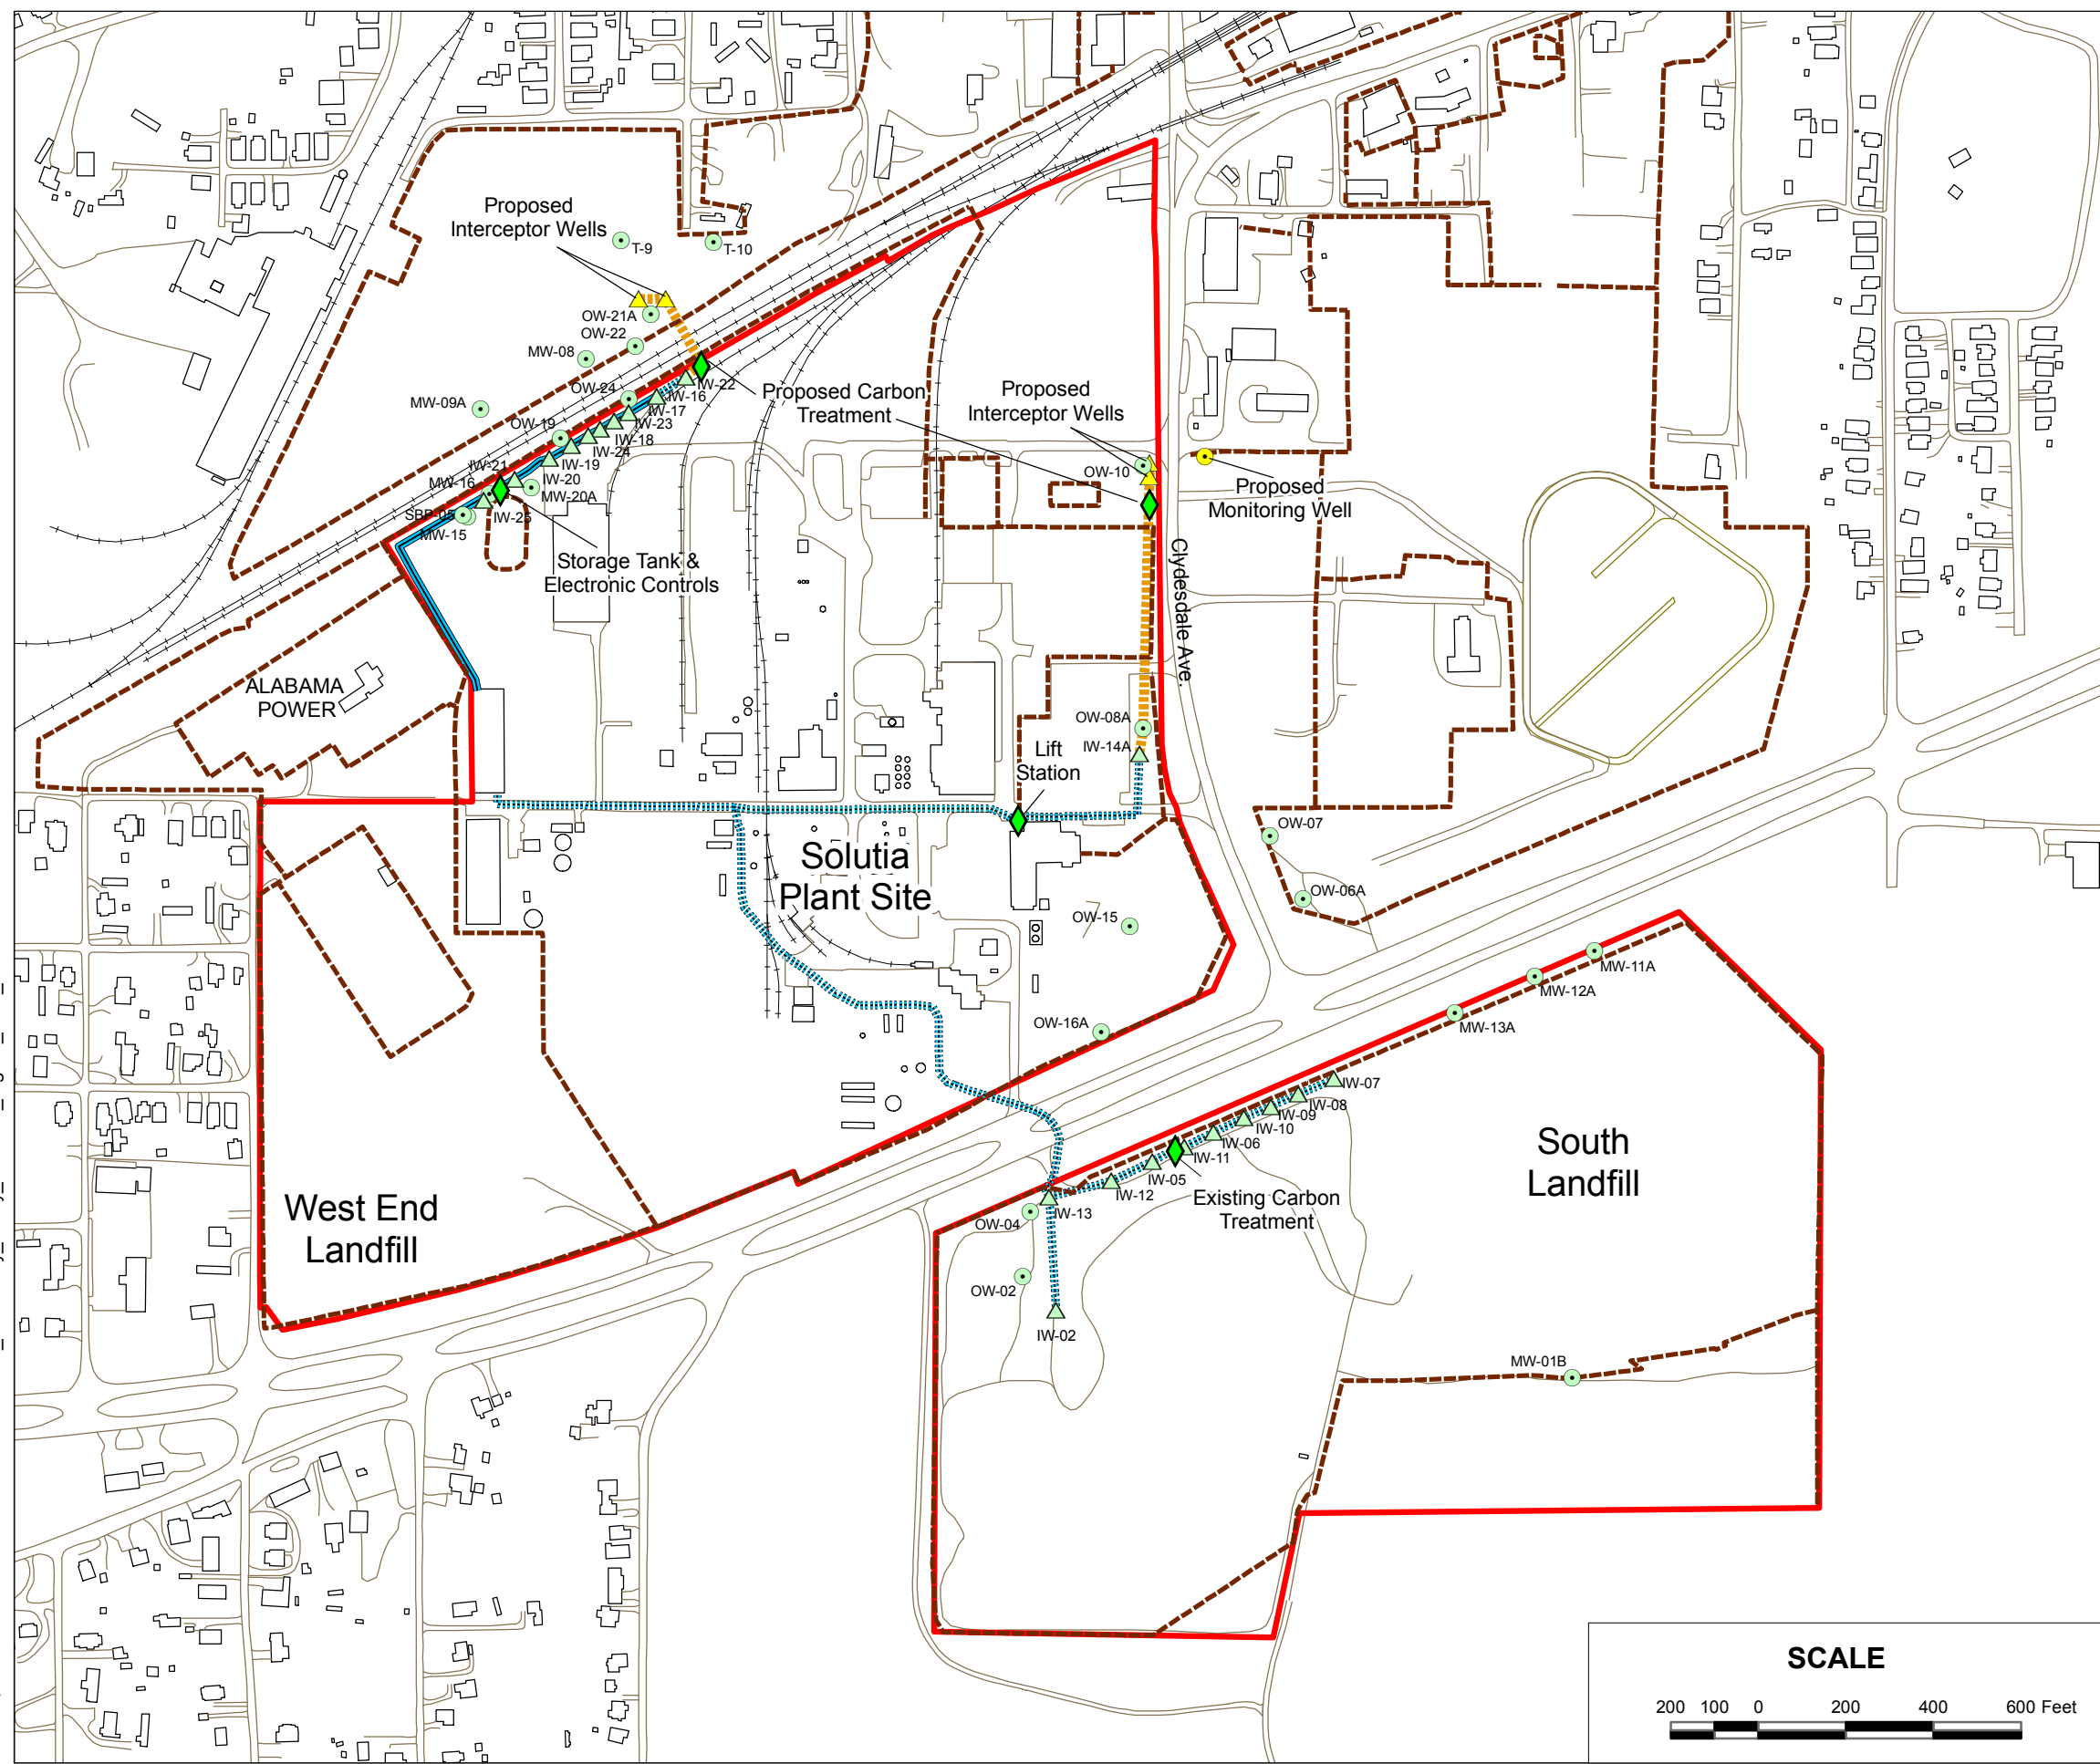 Proposed
Interceptor Wells
T-9
T-10
OW-21A
OW-22
MW-08
IW-22
OW-24
IW-16
MW-09A
IW-17
IW-23
OW-19
IW-18
IW-24
IW-21
IW-19
MW-16
IW-20
MW-20A
SBP-05
IW-25
MW-15
Proposed Carbon
Treatment
Proposed
Interceptor Wells
OW-10
Proposed
Monitoring Well
Storage Tank &
Electronic Controls
Clydesdale Ave.
ALABAMA
POWER
OW-08A
IW-14A
Lift
Station
OW-07
Solutia
Plant Site
OW-06A
OW-15
MW-11A
MW-12A
MW-13A
OW-16A
IW-07
IW-08
IW-09
IW-10
IW-06
IW-11
IW-05
IW-12
IW-13
OW-04
Existing Carbon
Treatment
South
Landfill
West End
Landfill
OW-02
IW-02
MW-01B
SCALE
200 100 0 200 400 600 Feet